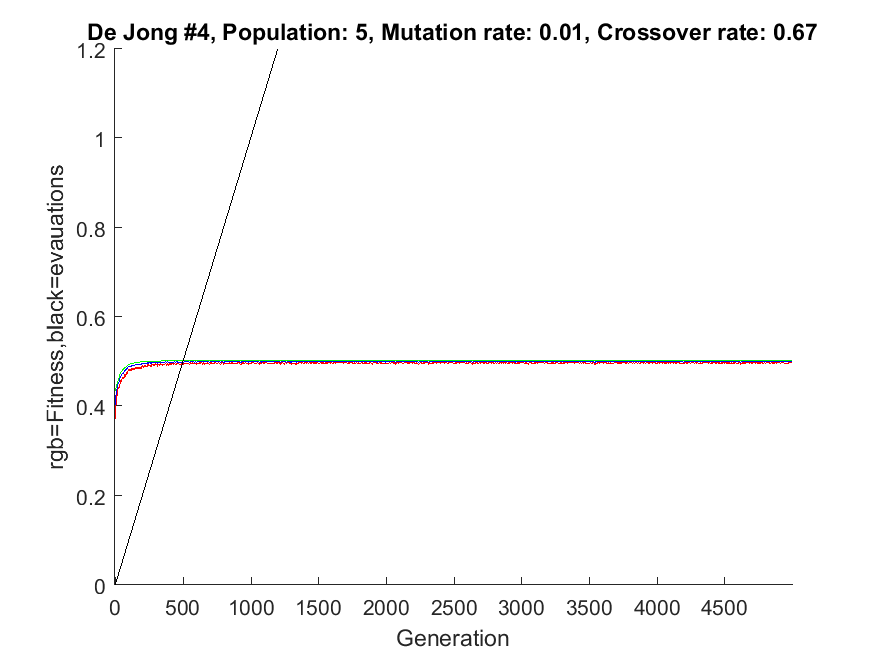 De Jong #4, Population: 5, Mutation rate: 0.01, Crossover rate: 0.67
1.2
1
0.8
0.6
0.4
0.2
0
rgb=Fitness,black=evauations
0 500 1000 1500 2000 2500 3000 3500 4000 4500
Generation